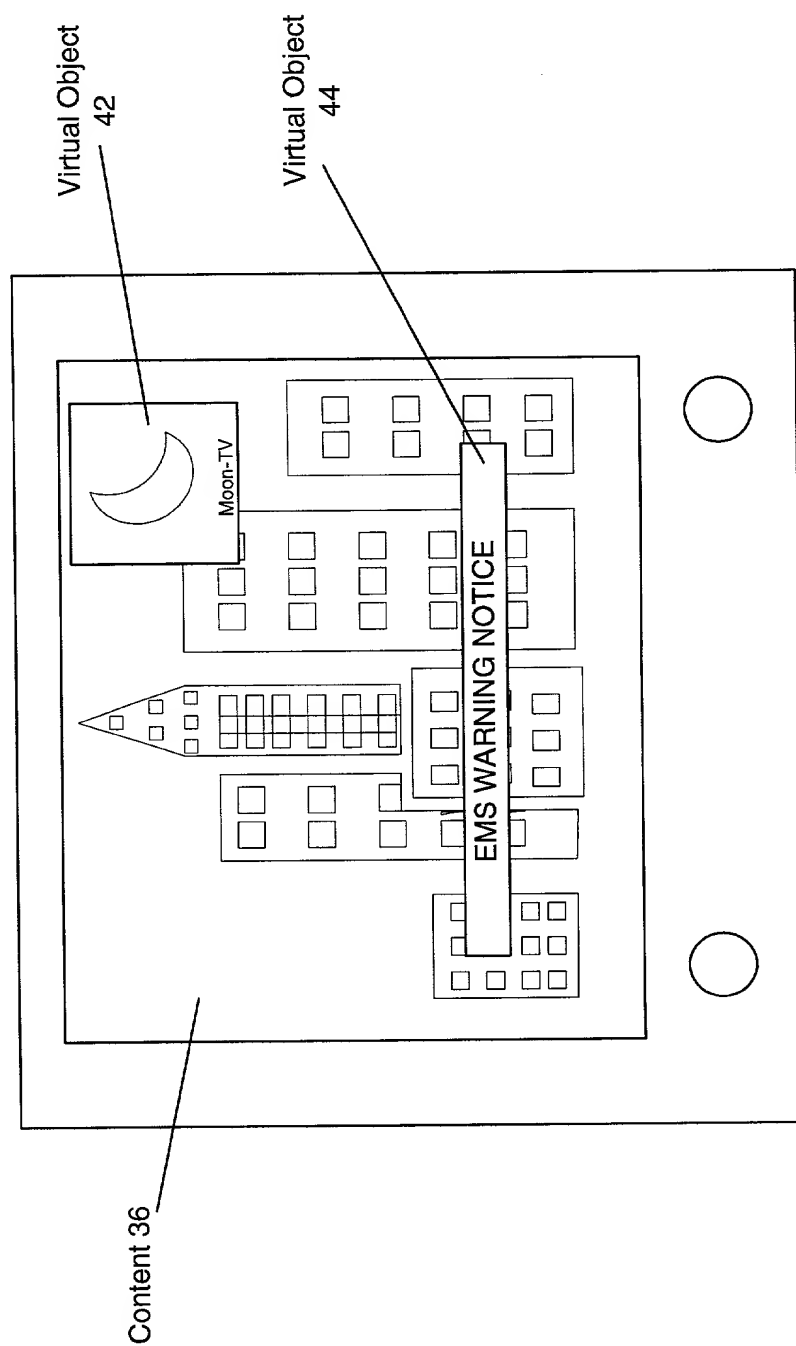 Virtual Object
42
Virtual Object
44
Moon-TV
EMS WARNING NOTICE
Content 36